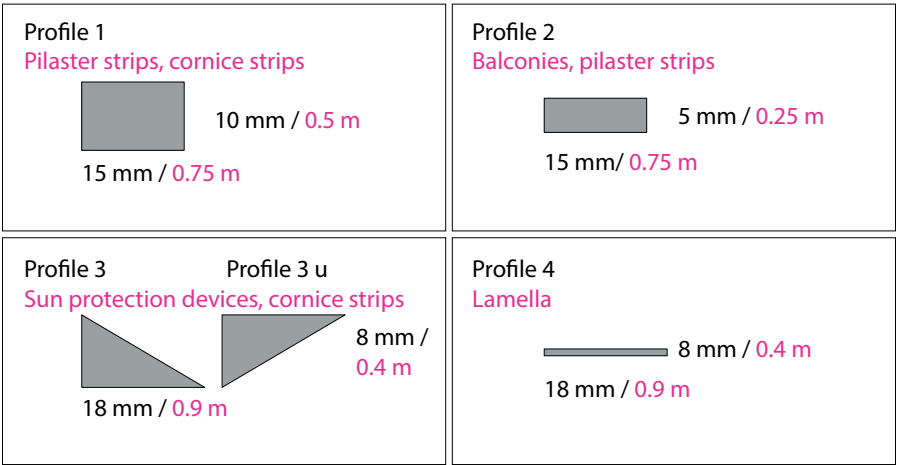 Profile 1
Pilaster strips, cornice strips
10 mm / 0.5 m
15 mm / 0.75 m
Profile 2
Balconies, pilaster strips
5 mm / 0.25 m
15 mm/ 0.75 m
Profile 3 Profile 3 u
Sun protection devices, cornice strips
8 mm /
0.4 m
18 mm / 0.9 m
Profile 4
Lamella
8 mm / 0.4 m
18 mm / 0.9 m